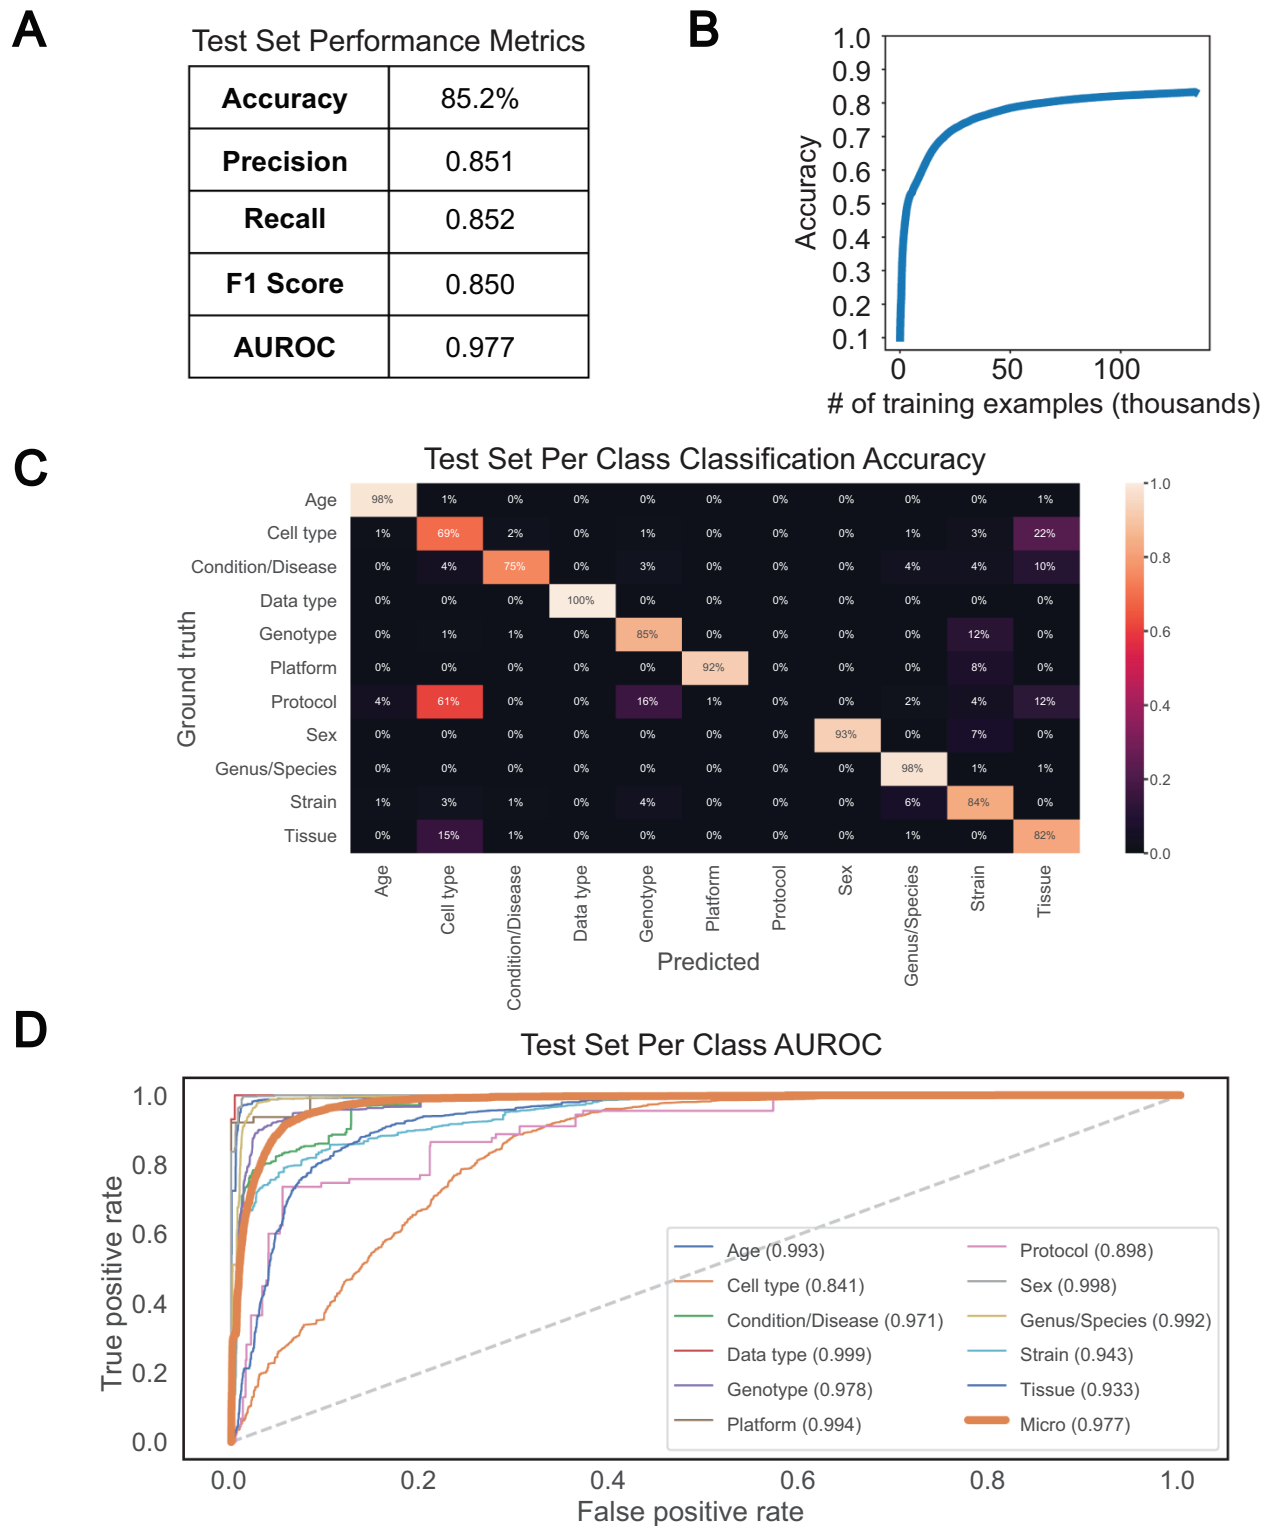 A
Test Set Performance Metrics
Accuracy 85.2%
Precision 0.851
Recall 0.852
F1 Score 0.850
AUROC 0.977
B
1.0
0.9
0.8
0.7
0.6
0.5
0.4
0.3
0.2
0.1
Accuracy
0 50 100
# of training examples (thousands)
C
Test Set Per Class Classification Accuracy
Ground truth
Age 98% 1% 0% 0% 0% 0% 0% 0% 0% 0% 1%
Cell type 1% 69% 2% 0% 1% 0% 0% 0% 1% 3% 22%
Condition/Disease 0% 4% 75% 0% 3% 0% 0% 0% 4% 4% 10%
Data type 0% 0% 0% 100% 0% 0% 0% 0% 0% 0% 0%
Genotype 0% 1% 1% 0% 85% 0% 0% 0% 0% 12% 0%
Platform 0% 0% 0% 0% 0% 92% 0% 0% 0% 8% 0%
Protocol 4% 61% 0% 0% 16% 1% 0% 0% 2% 4% 12%
Sex 0% 0% 0% 0% 0% 0% 0% 93% 0% 7% 0%
Genus/Species 0% 0% 0% 0% 0% 0% 0% 0% 98% 1% 1%
Strain 1% 3% 1% 0% 4% 0% 0% 0% 6% 84% 0%
Tissue 0% 15% 1% 0% 0% 0% 0% 0% 1% 0% 82%
Age Cell type Condition/Disease Data type Genotype Platform Protocol Sex Genus/Species Strain Tissue
Predicted
1.0
0.8
0.6
0.4
0.2
0.0
D
Test Set Per Class AUROC
True positive rate
1.0
0.8
0.6
0.4
0.2
0.0
Age (0.993)
Cell type (0.841)
Condition/Disease (0.971)
Data type (0.999)
Genotype (0.978)
Platform (0.994)
Protocol (0.898)
Sex (0.998)
Genus/Species (0.992)
Strain (0.943)
Tissue (0.933)
Micro (0.977)
0.0 0.2 0.4 0.6 0.8 1.0
False positive rate